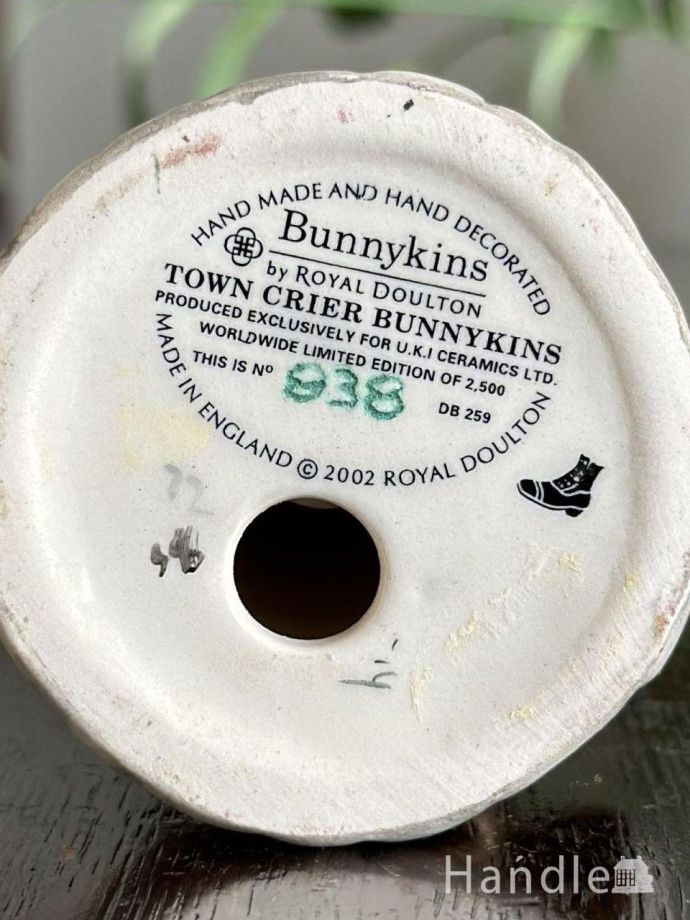 HAND MADE AND HAND DECORATED
Bunnykins
by ROYAL DOULTON
TOWN CRIER BUNNYKINS
PRODUCED EXCLUSIVELY FOR U.K.I CERAMICS LTD.
WORLDWIDE LIMITED EDITION OF 2,500
THIS IS Nº 838
DB 259
MADE IN ENGLAND © 2002 ROYAL DOULTON
Handle